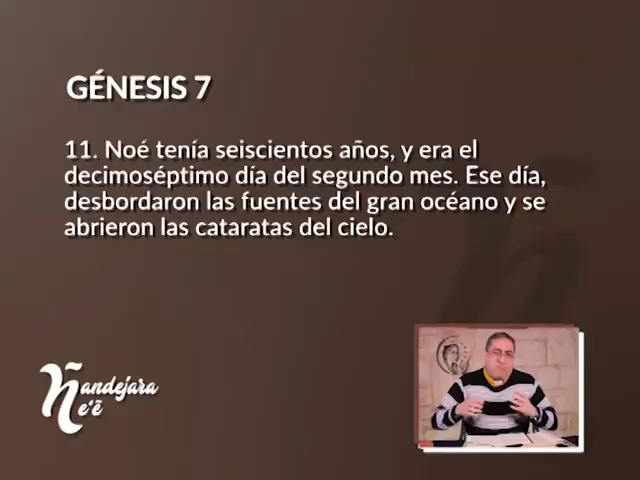 GÉNESIS 7
11. Noé tenía seiscientos años, y era el
decimoséptimo día del segundo mes. Ese día,
desbordaron las fuentes del gran océano y se
abrieron las cataratas del cielo.
Ñandejara
Ñe'ẽ